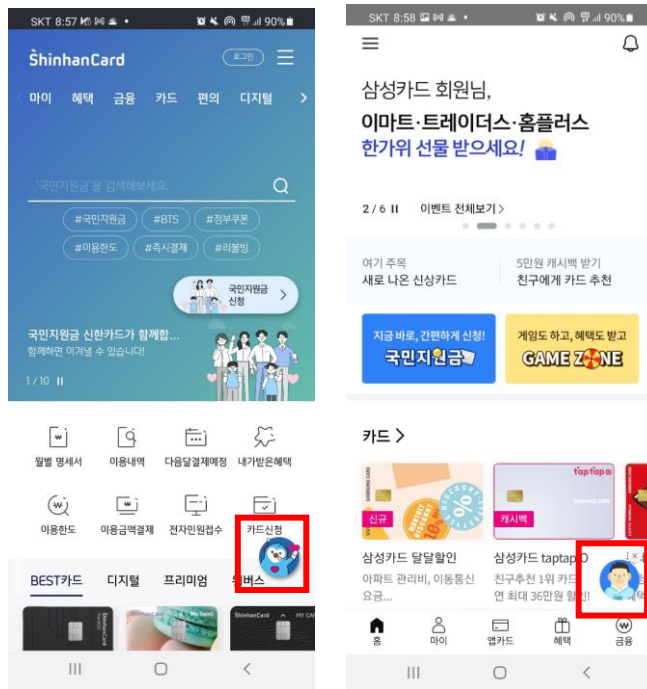 SKT 8:57
90%
ShinhanCard
로그인
마이 혜택 금융 카드 편의 디지털
'국민지원금'을 검색해보세요.
#국민지원금 #BTS #정부쿠폰
#이용한도 #즉시결제 #리볼빙
국민지원금
신청
국민지원금 신한카드가 함께합...
함께하면 이겨낼 수 있습니다!
1/10
월별 명세서 이용내역 다음달결제예정 내가받은혜택
이용한도 이용금액결제 전자민원접수 카드신청
BEST카드 디지털 프리미엄
ShinhanCard
SKT 8:58
90%
삼성카드 회원님,
이마트·트레이더스·홈플러스
한가위 선물 받으세요!
2/6 이벤트 전체보기
여기 주목
새로 나온 신상카드
5만원 캐시백 받기
친구에게 카드 추천
지금 바로, 간편하게 신청!
국민지원금
게임도 하고, 혜택도 받고
GAME ZONE
카드
신규
DISCOUNT
10%
taptap O
캐시백
삼성카드 달달할인
아파트 관리비, 이동통신
요금...
삼성카드 taptap O
친구추천 1위 카드
연 최대 36만원 할인!
홈 마이 앱카드 혜택 금융